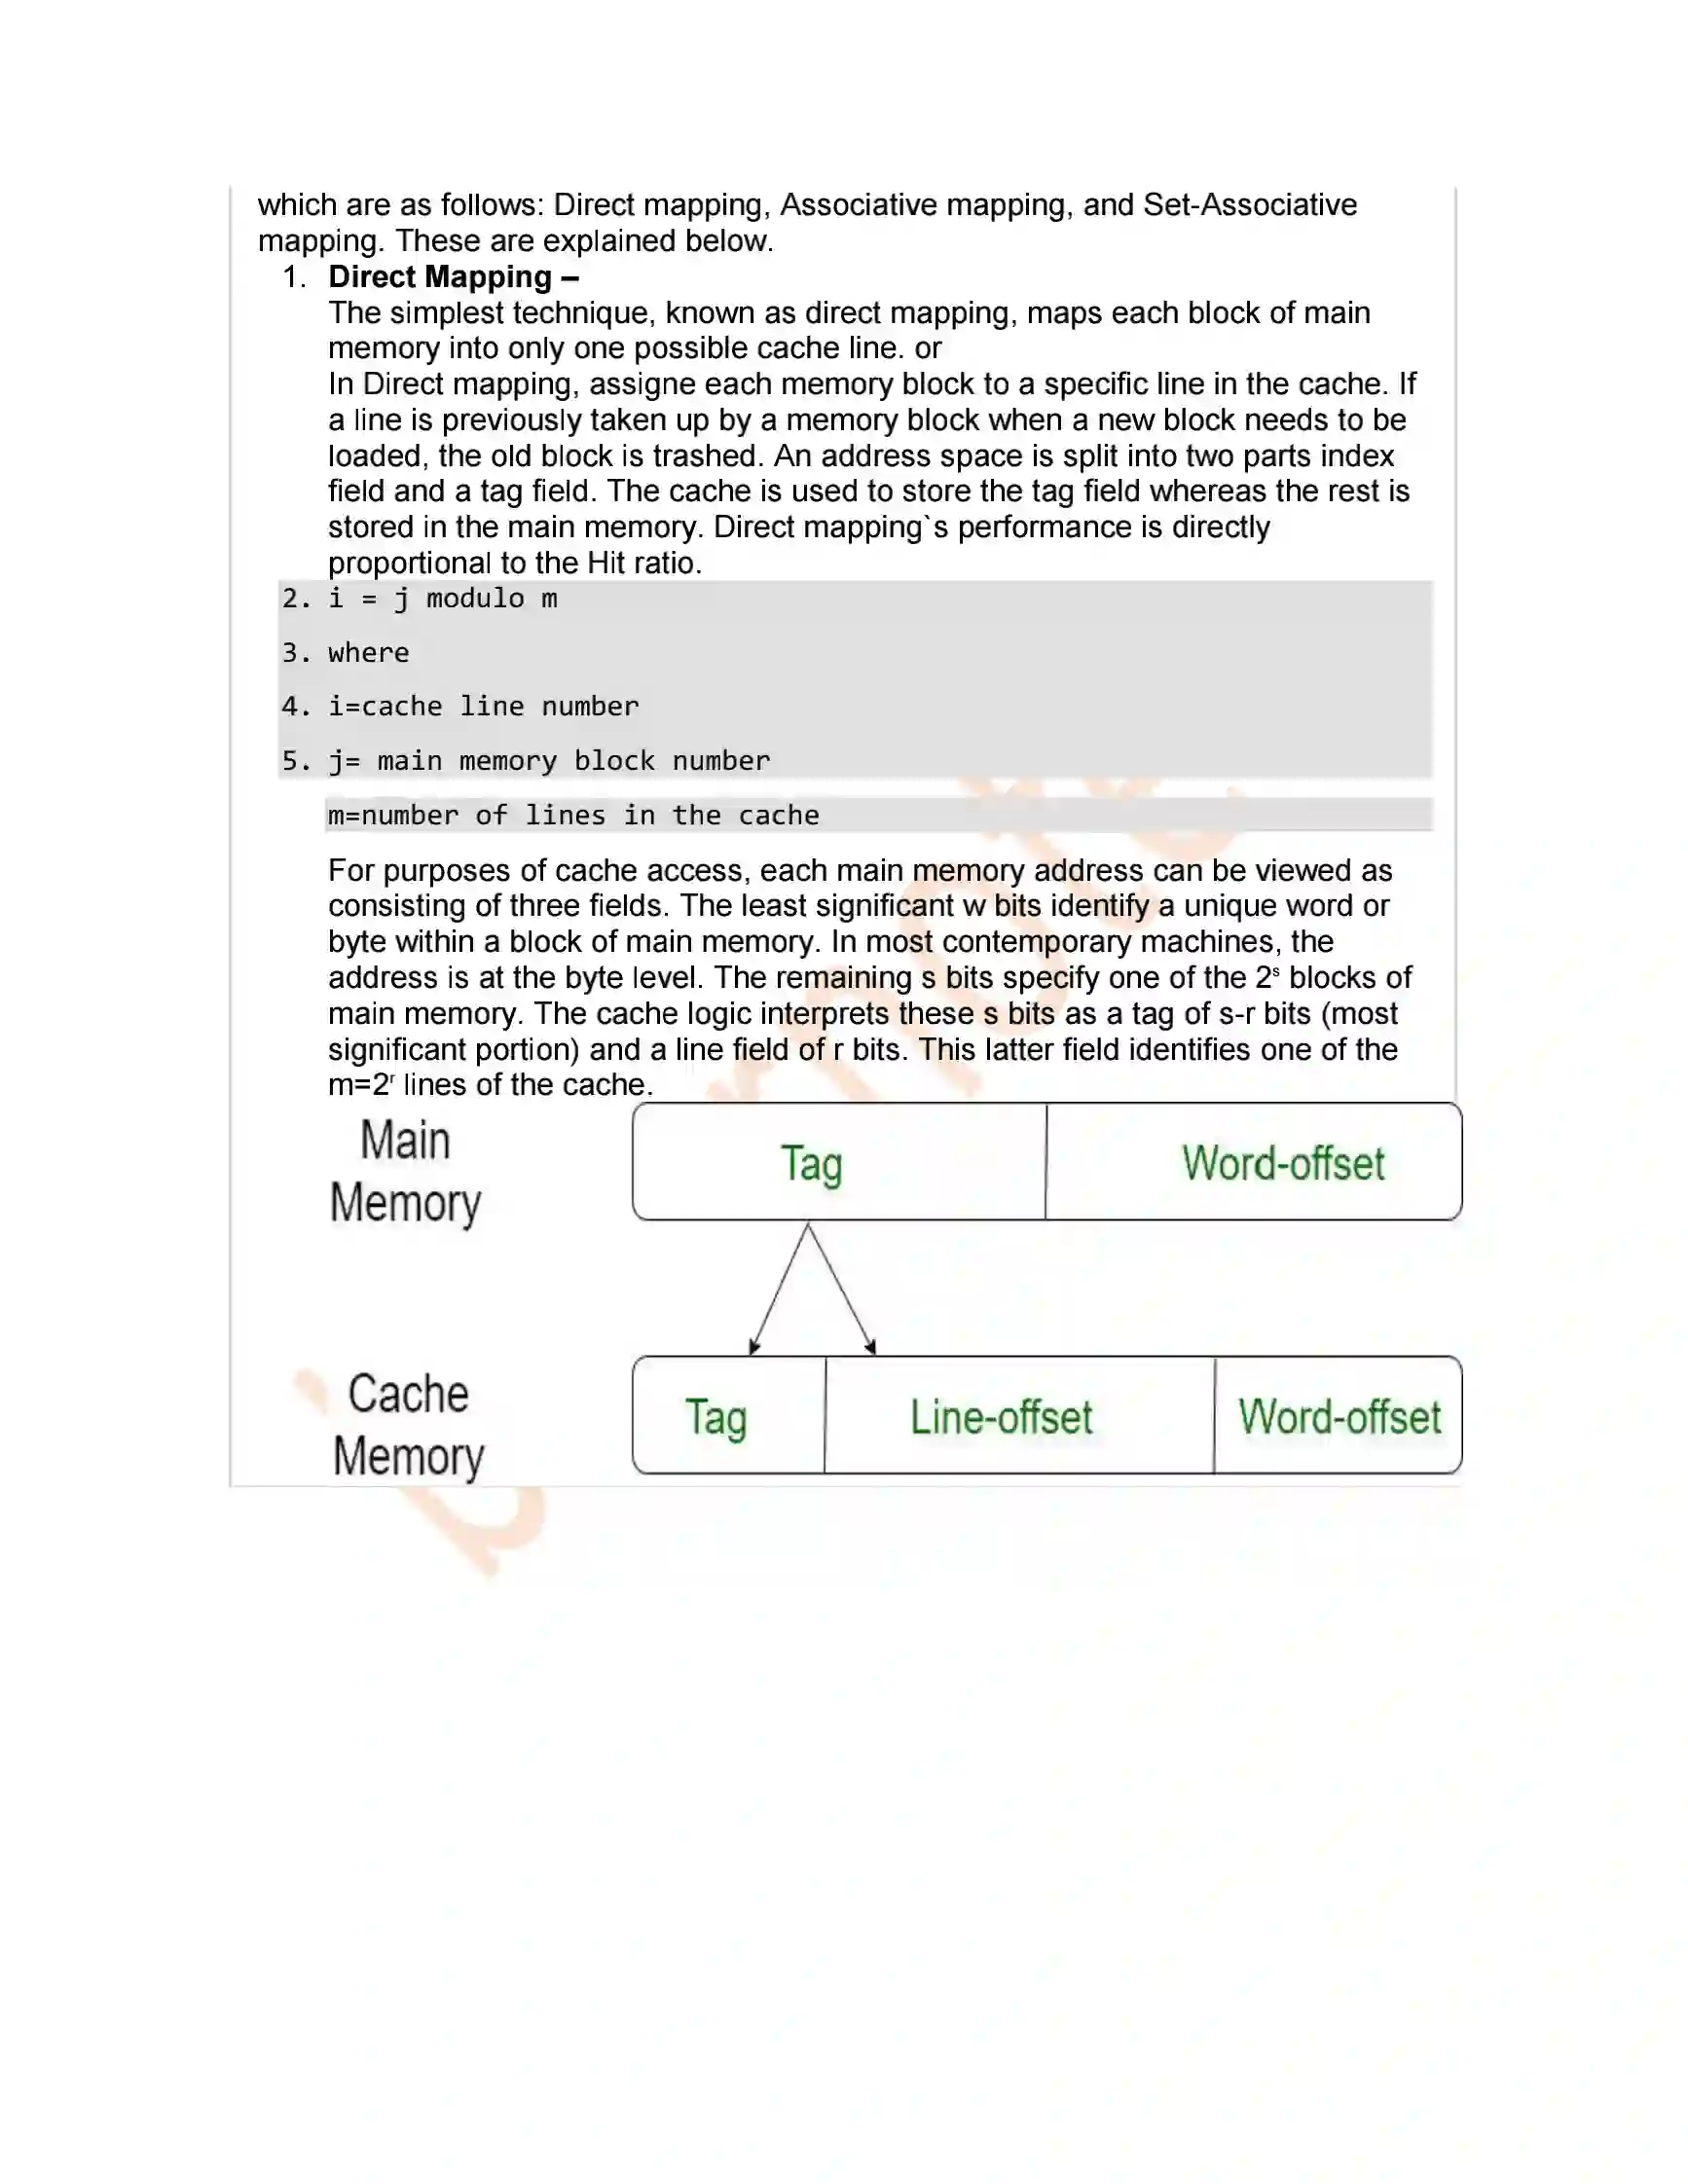 which are as follows: Direct mapping, Associative mapping, and Set-Associative
mapping. These are explained below.
1. Direct Mapping –
The simplest technique, known as direct mapping, maps each block of main
memory into only one possible cache line. or
In Direct mapping, assigne each memory block to a specific line in the cache. If
a line is previously taken up by a memory block when a new block needs to be
loaded, the old block is trashed. An address space is split into two parts index
field and a tag field. The cache is used to store the tag field whereas the rest is
stored in the main memory. Direct mapping`s performance is directly
proportional to the Hit ratio.
2. i = j modulo m
3. where
4. i=cache line number
5. j= main memory block number
m=number of lines in the cache
For purposes of cache access, each main memory address can be viewed as
consisting of three fields. The least significant w bits identify a unique word or
byte within a block of main memory. In most contemporary machines, the
address is at the byte level. The remaining s bits specify one of the 2ˢ blocks of
main memory. The cache logic interprets these s bits as a tag of s-r bits (most
significant portion) and a line field of r bits. This latter field identifies one of the
m=2ʳ lines of the cache.
Main
Memory
Tag
Word-offset
Cache
Memory
Tag
Line-offset
Word-offset